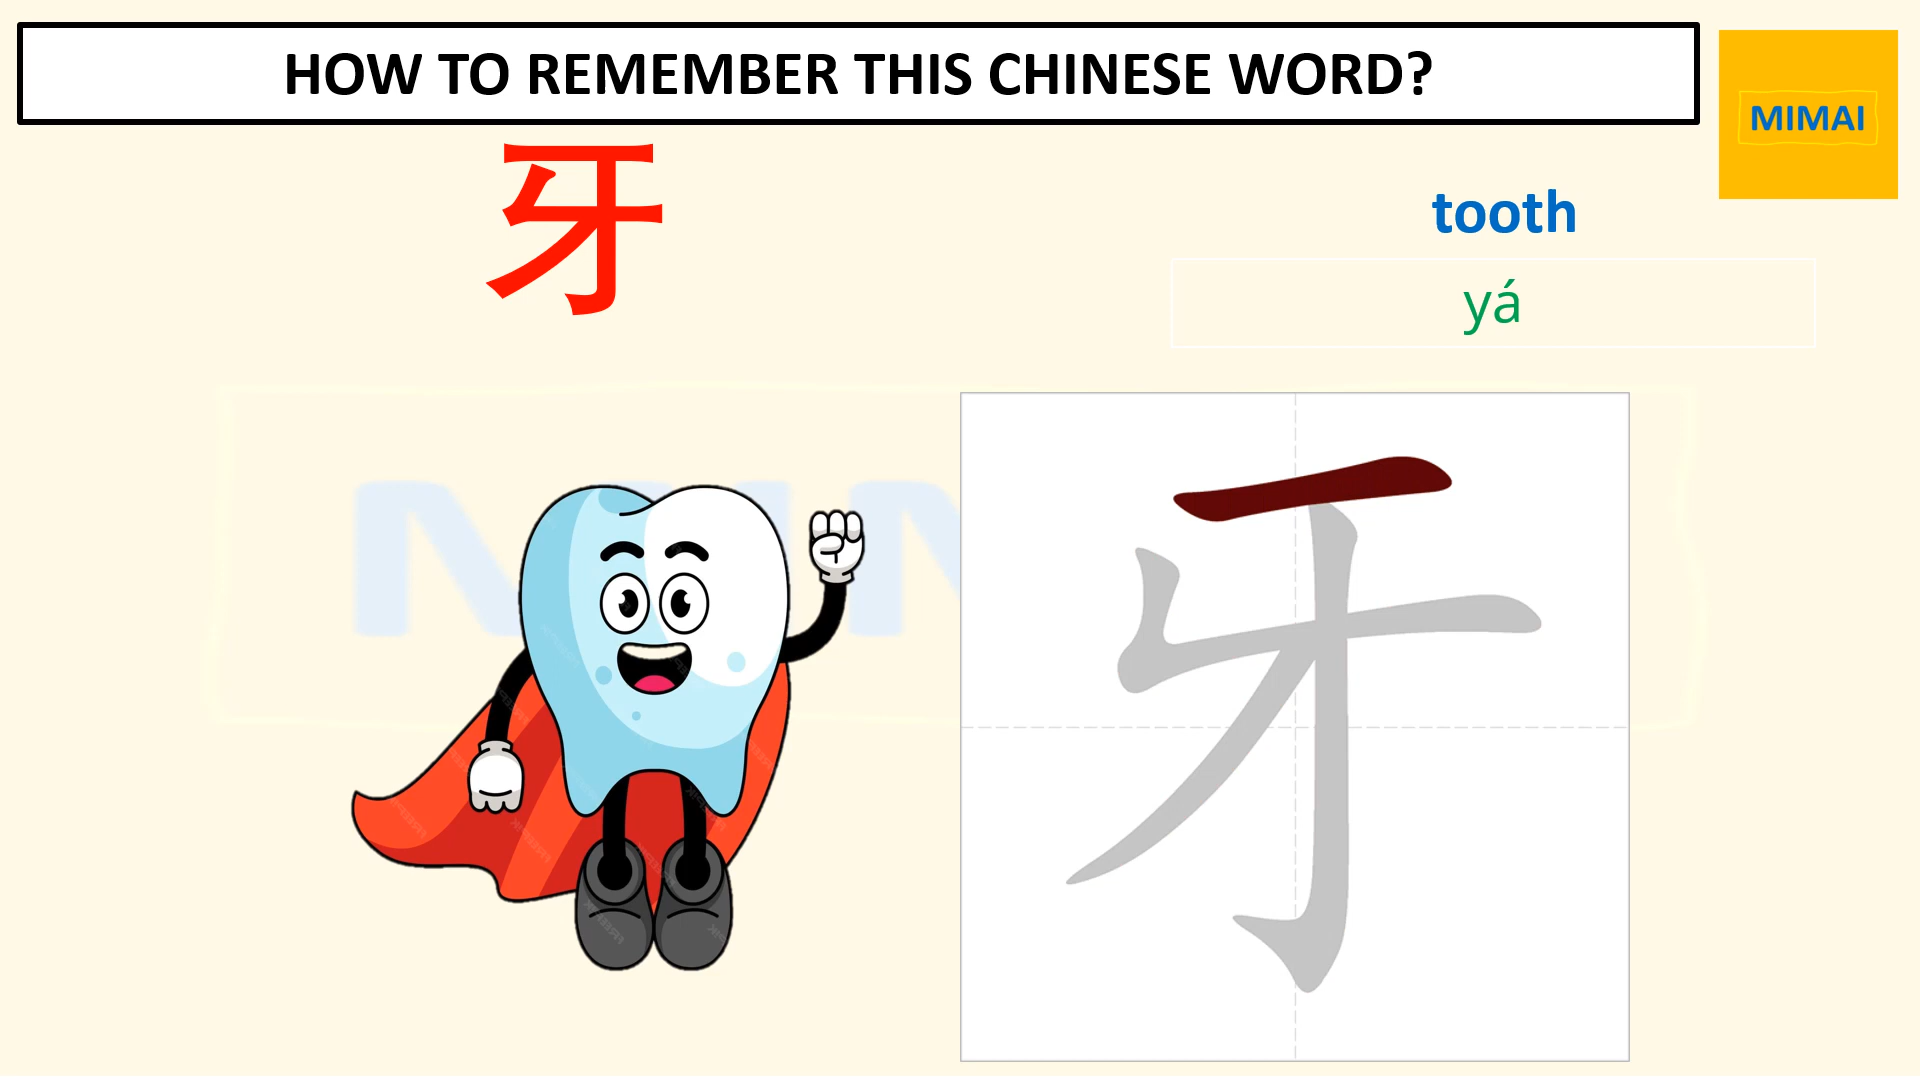 HOW TO REMEMBER THIS CHINESE WORD?
MIMAI
牙
tooth
yá
牙